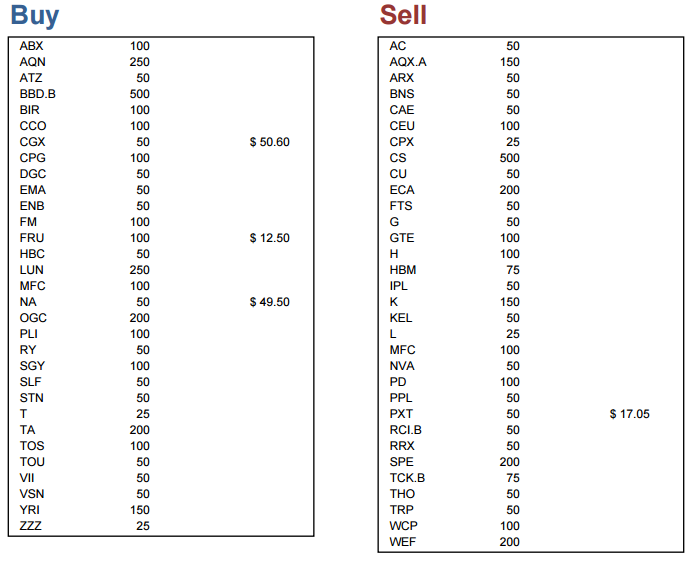 Buy
ABX 100
AQN 250
ATZ 50
BBD.B 500
BIR 100
CCO 100
CGX 50 $ 50.60
CPG 100
DGC 50
EMA 50
ENB 50
FM 100
FRU 100 $ 12.50
HBC 50
LUN 250
MFC 100
NA 50 $ 49.50
OGC 200
PLI 100
RY 50
SGY 100
SLF 50
STN 50
T 25
TA 200
TOS 100
TOU 50
VII 50
VSN 50
YRI 150
ZZZ 25
Sell
AC 50
AQX.A 150
ARX 50
BNS 50
CAE 50
CEU 100
CPX 25
CS 500
CU 50
ECA 200
FTS 50
G 50
GTE 100
H 100
HBM 75
IPL 50
K 150
KEL 50
L 25
MFC 100
NVA 50
PD 100
PPL 50
PXT 50 $ 17.05
RCI.B 50
RRX 50
SPE 200
TCK.B 75
THO 50
TRP 50
WCP 100
WEF 200